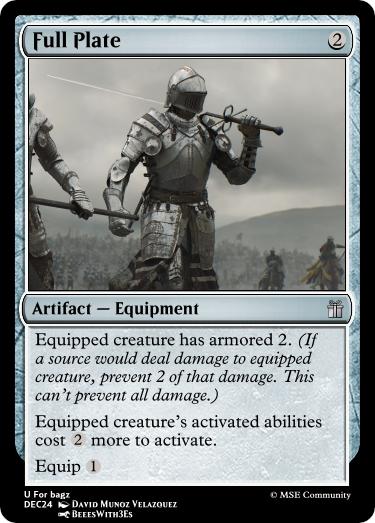 Full Plate 2
Artifact — Equipment
Equipped creature has armored 2. (If
a source would deal damage to equipped
creature, prevent 2 of that damage. This
can't prevent all damage.)
Equipped creature's activated abilities
cost 2 more to activate.
Equip 1
U For bagz
DEC24 David Munoz Velazquez
BeeesWith3Es
© MSE Community